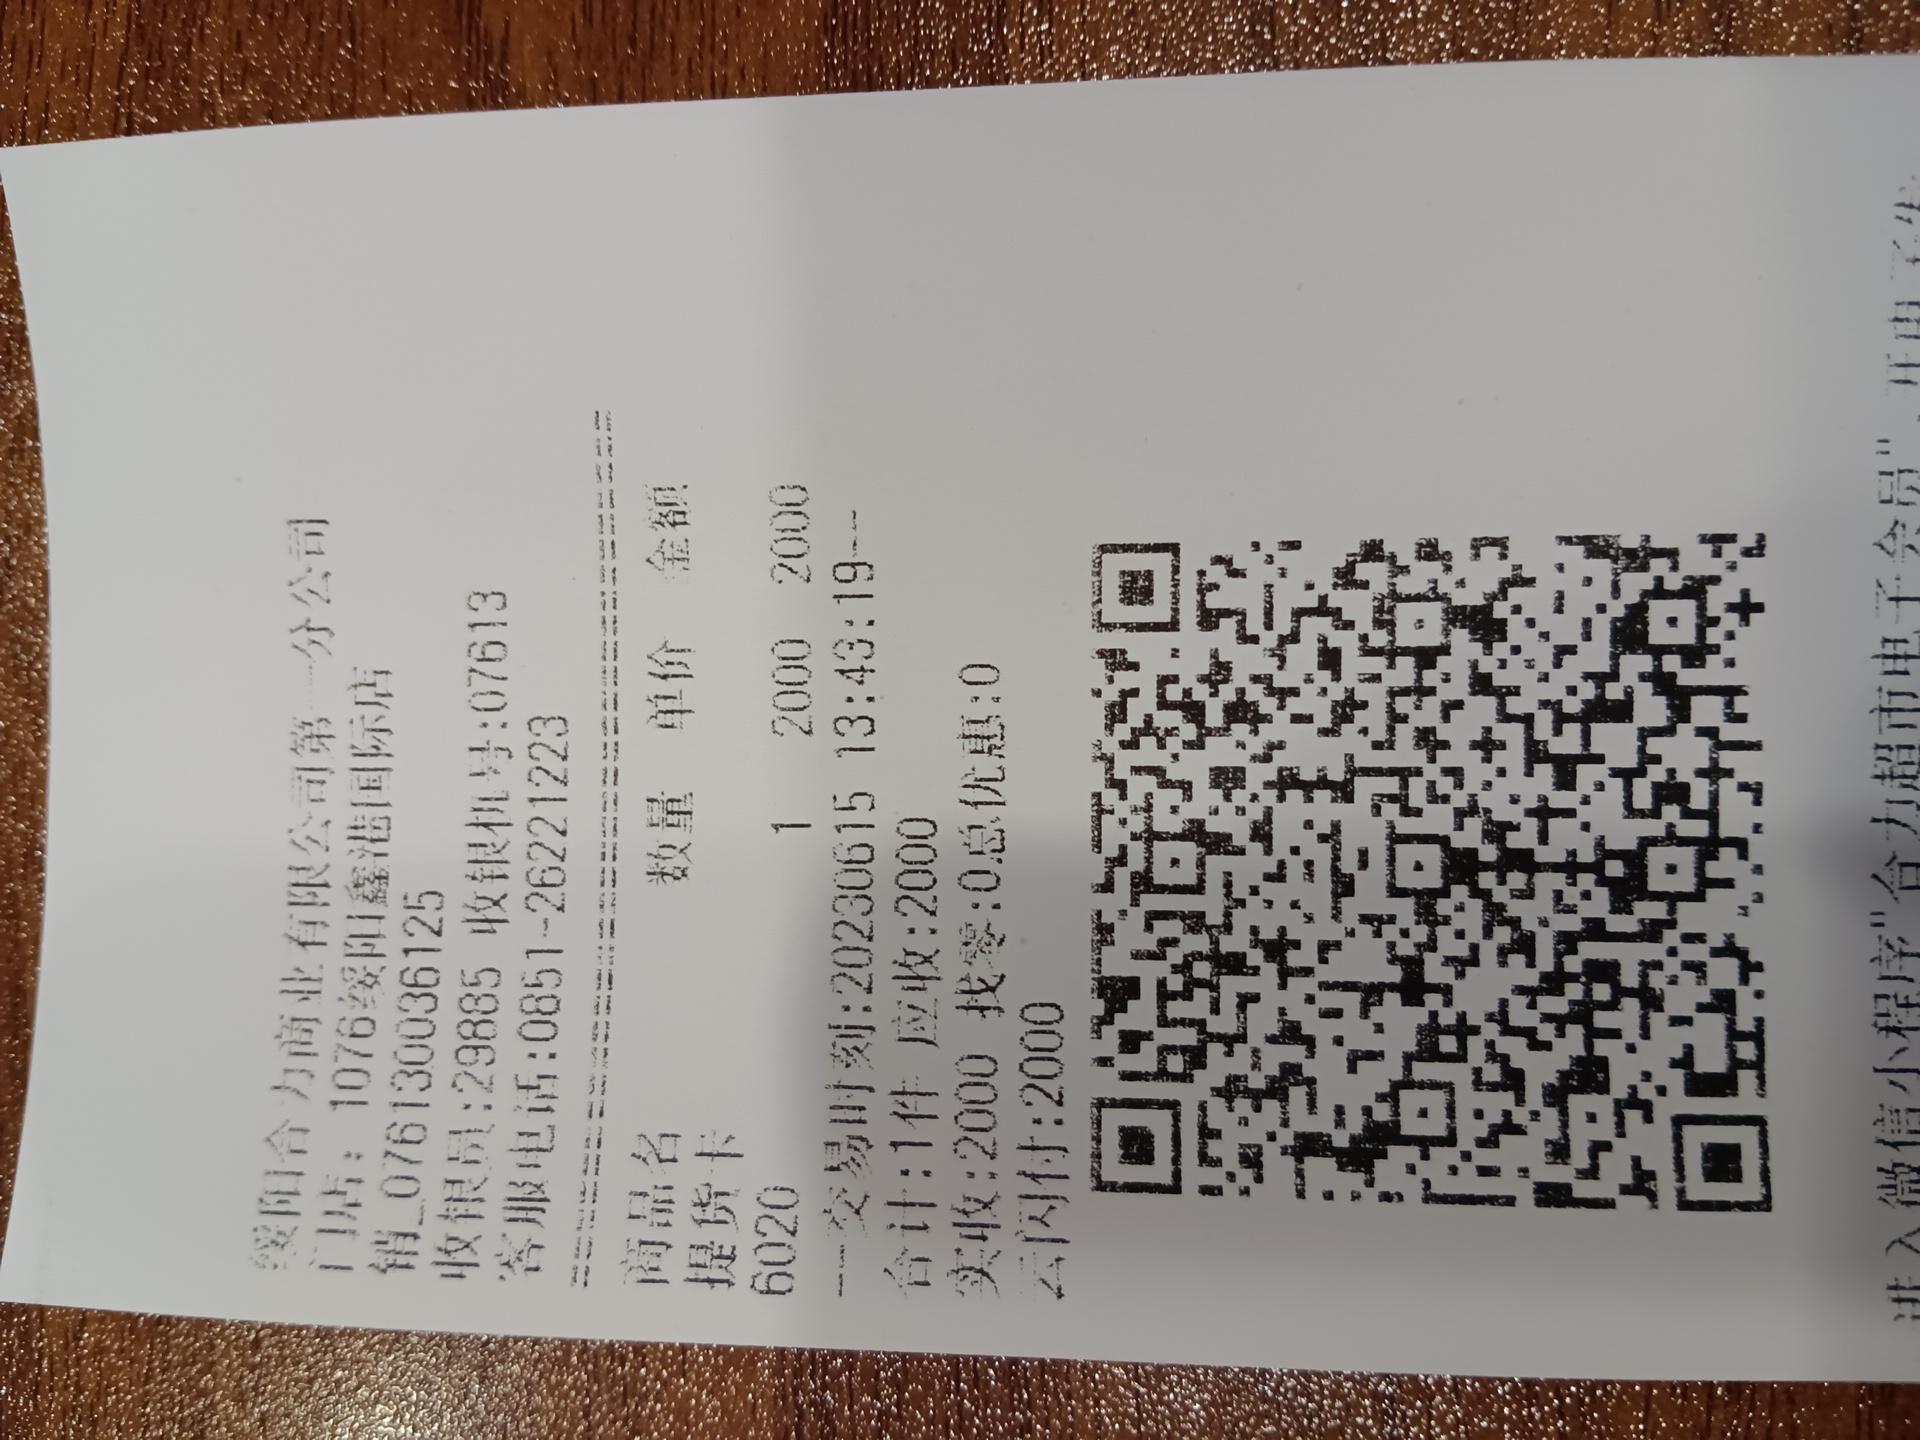 绥阳合力商业有限公司第一分公司
门店: 1076绥阳鑫港国际店
销_0761300036125
收银员:29885 收银机号:07613
客服电话:0851-26221223
商品名 数量 单价 金额
提货卡
6020 1 2000 2000
--交易时刻:20230615 13:43:19--
合计:1件 应收:2000
实收:2000 找零:0总优惠:0
云闪付:2000
进入微信小程序"合力超市电子会员",开电子发